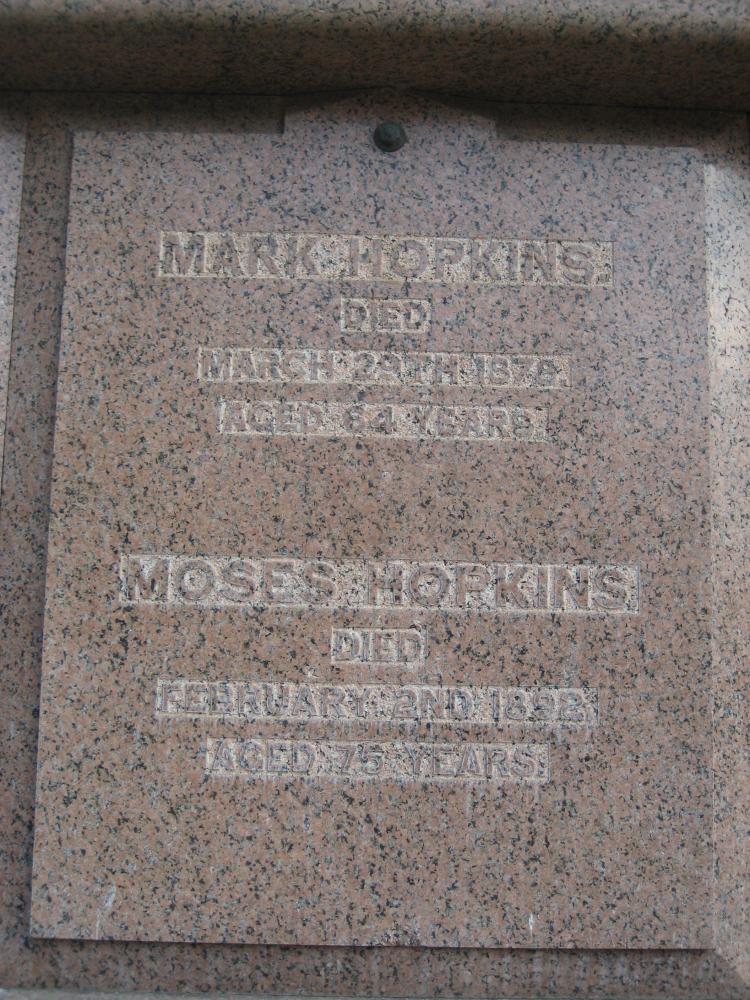 MARK HOPKINS.
DIED
MARCH 29TH 1878.
AGED 64 YEARS.
MOSES HOPKINS
DIED
FEBRUARY 2ND 1892.
AGED 75 YEARS.